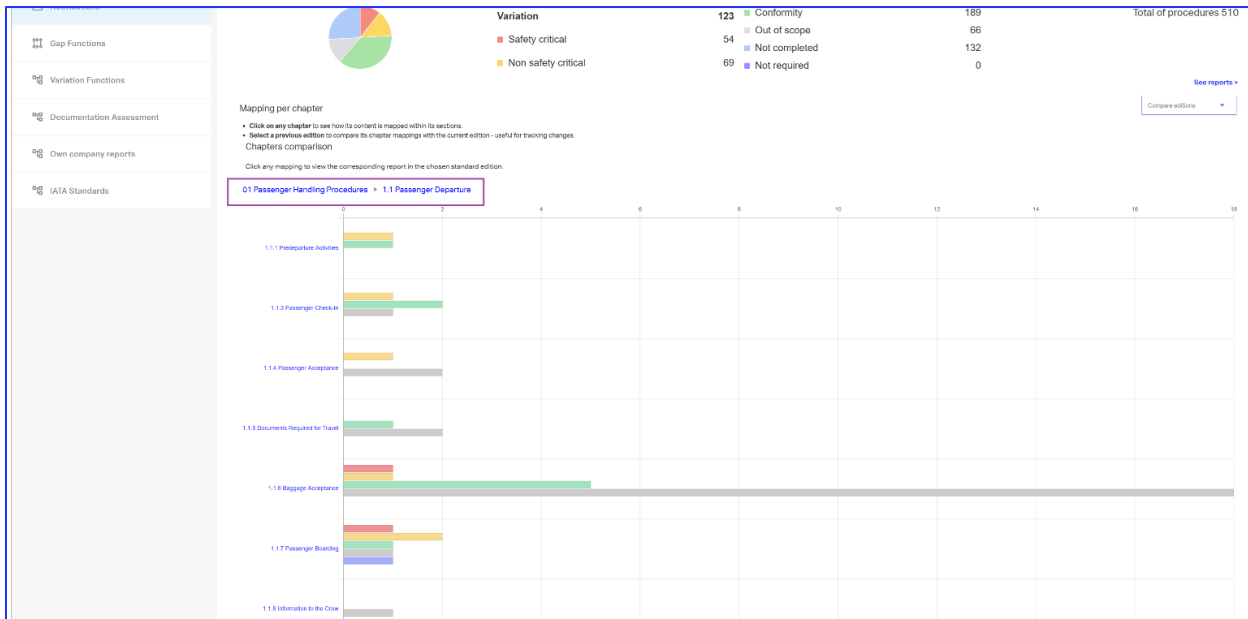 Gap Functions
Variation Functions
Documentation Assessment
Own company reports
IATA Standards
Variation 123
Safety critical 54
Non safety critical 69
Conformity 189
Out of scope 66
Not completed 132
Not required 0
Total of procedures 510
See reports >
Mapping per chapter
Compare editions
• Click on any chapter to see how its content is mapped within its sections.
• Select a previous edition to compare its chapter mappings with the current edition - useful for tracking changes.
Chapters comparison
Click any mapping to view the corresponding report in the chosen standard edition.
01 Passenger Handling Procedures > 1.1 Passenger Departure
0 2 4 6 8 10 12 14 16 18
1.1.1 Predeparture Activities
1.1.3 Passenger Check-In
1.1.4 Passenger Acceptance
1.1.5 Documents Required for Travel
1.1.6 Baggage Acceptance
1.1.7 Passenger Boarding
1.1.8 Information to the Crew